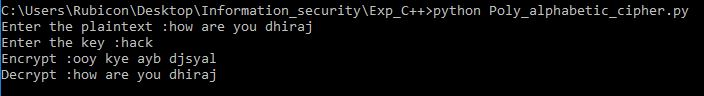 C:\Users\Rubicon\Desktop\Information_security\Exp_C++>python Poly_alphabetic_cipher.py
Enter the plaintext :how are you dhiraj
Enter the key :hack
Encrypt :ooy kye ayb djsyal
Decrypt :how are you dhiraj